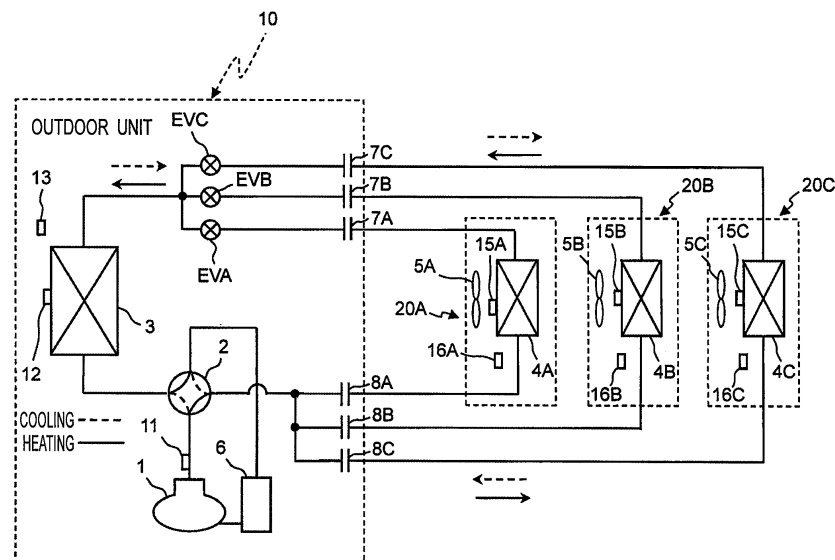 10
OUTDOOR UNIT
EVC
7C
EVB
7B
20B
20C
13
7A
EVA
15A
15B
15C
5A
5B
5C
20A
12
3
2
16A
4A
16B
4B
16C
4C
8A
COOLING
8B
HEATING
11
6
8C
1